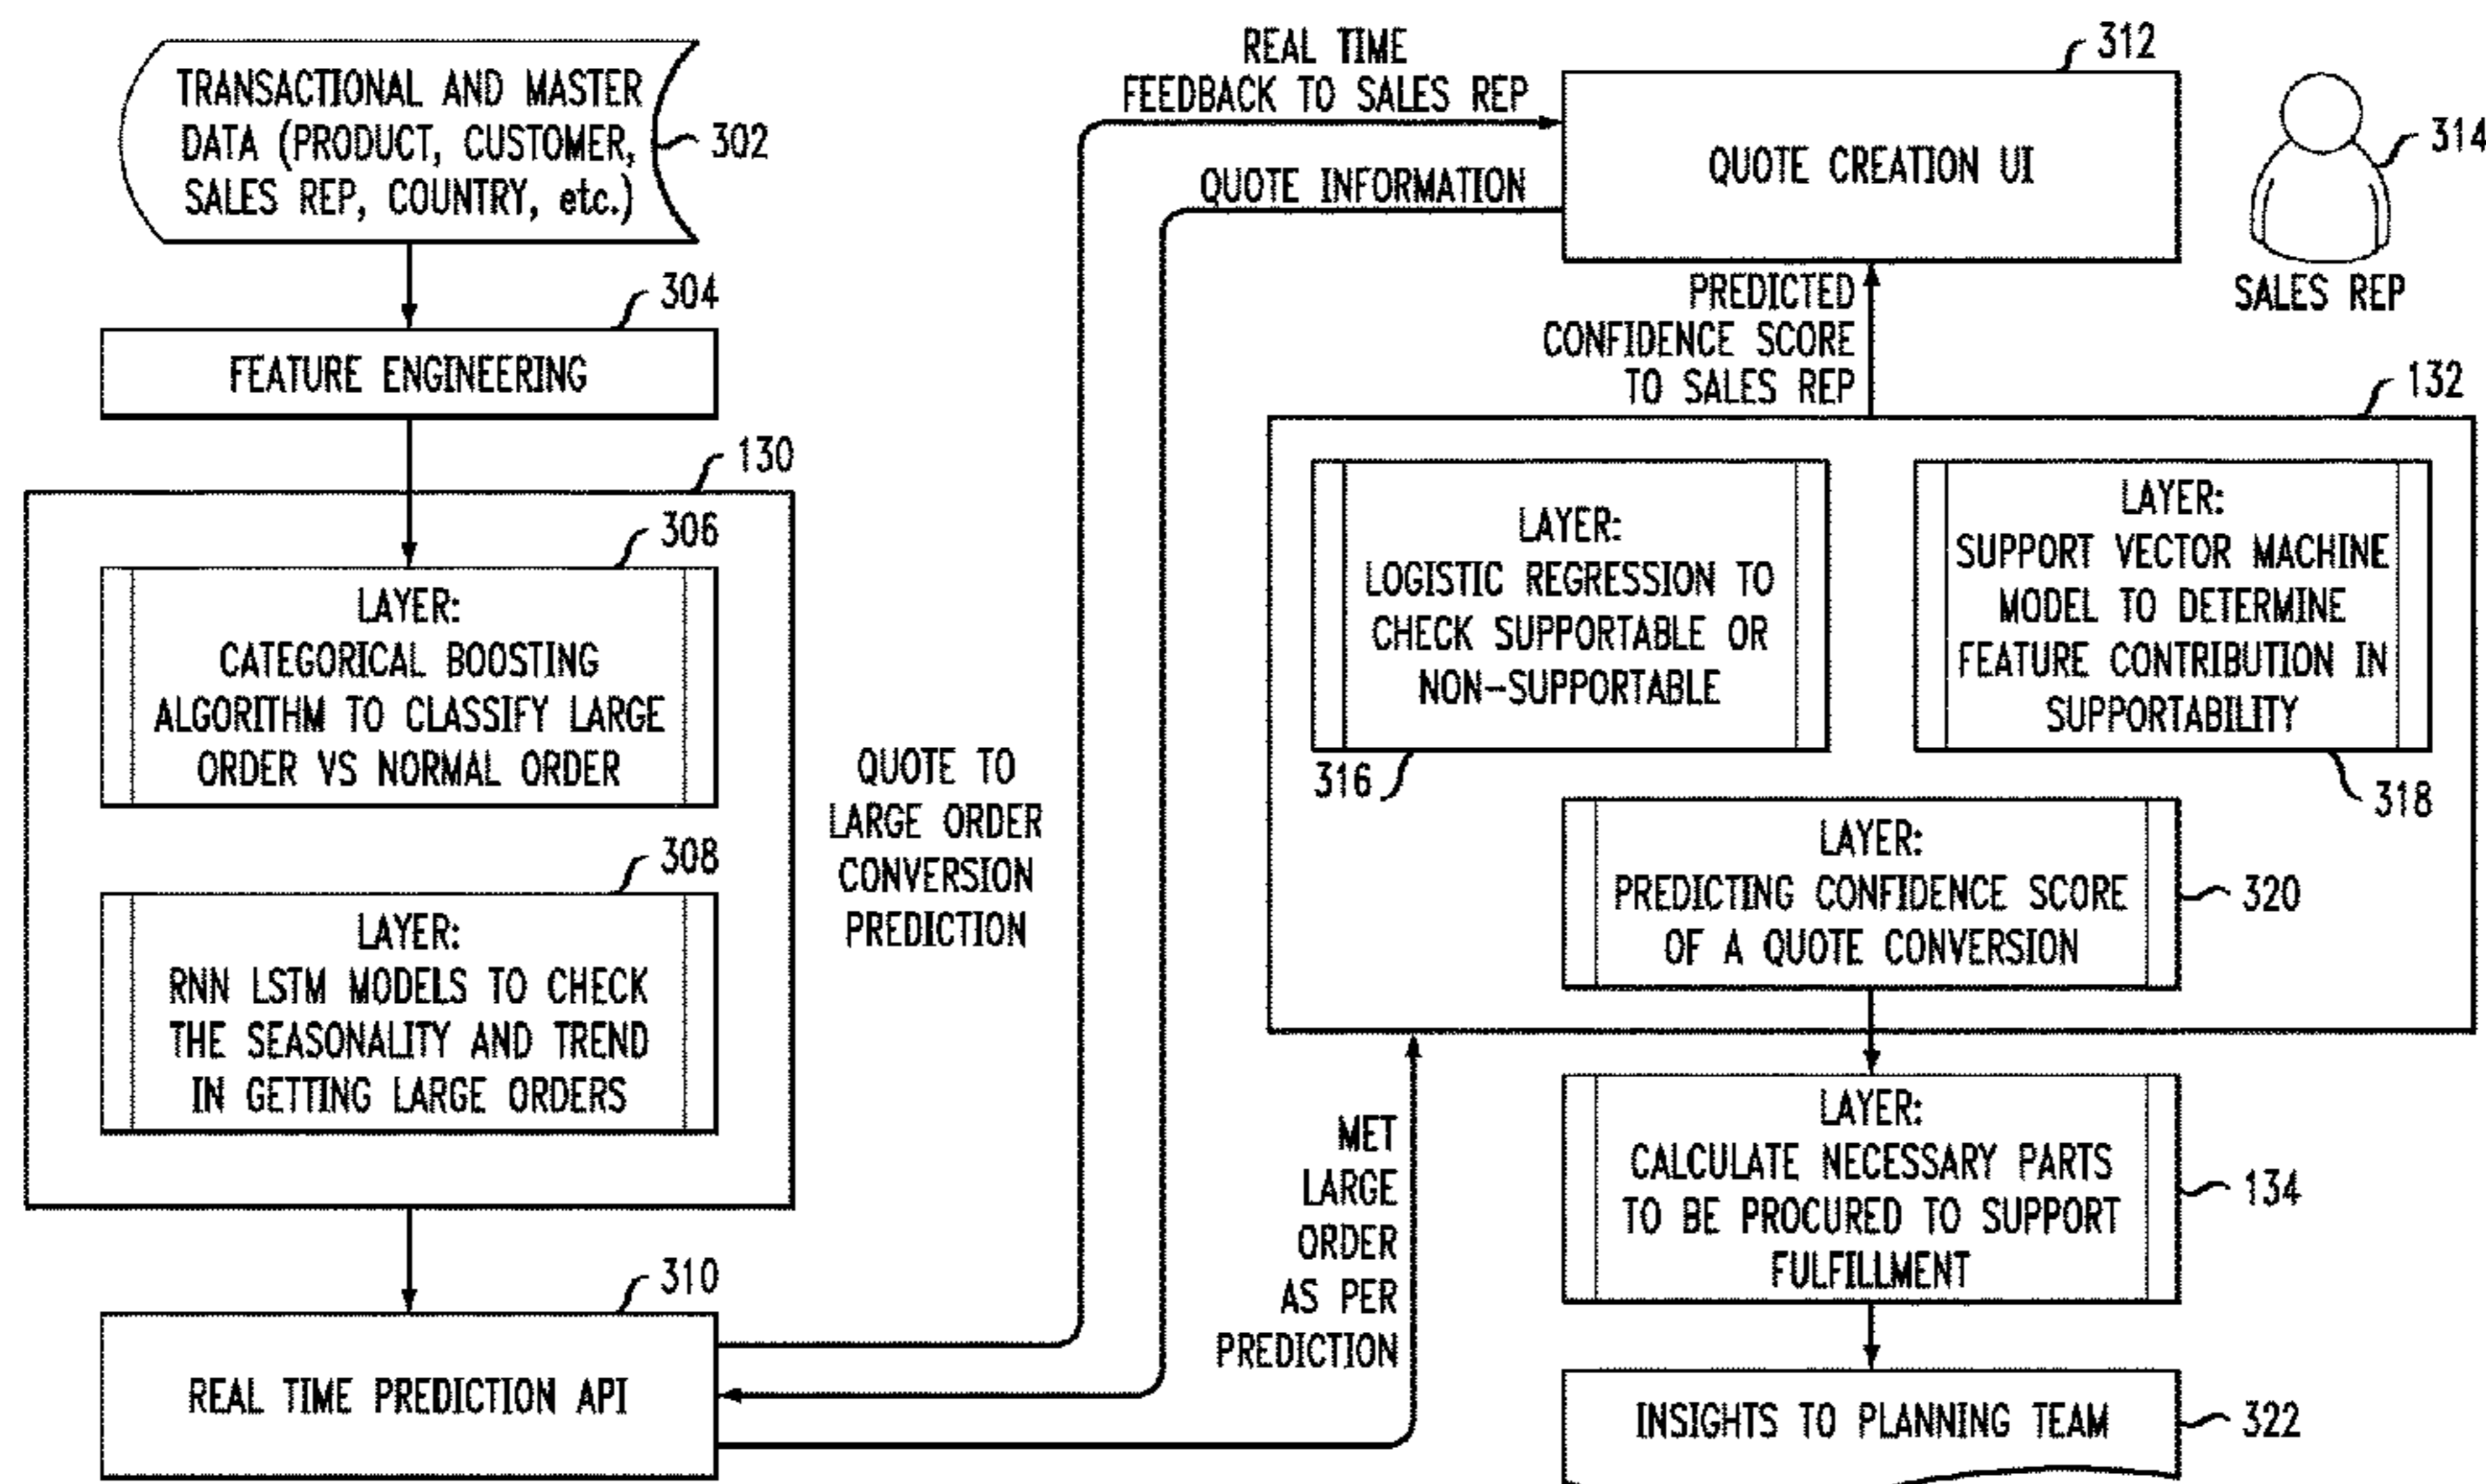 TRANSACTIONAL AND MASTER
DATA (PRODUCT, CUSTOMER,
SALES REP, COUNTRY, etc.)
302
304
FEATURE ENGINEERING
130
306
LAYER:
CATEGORICAL BOOSTING
ALGORITHM TO CLASSIFY LARGE
ORDER VS NORMAL ORDER
308
LAYER:
RNN LSTM MODELS TO CHECK
THE SEASONALITY AND TREND
IN GETTING LARGE ORDERS
310
REAL TIME PREDICTION API
QUOTE TO
LARGE ORDER
CONVERSION
PREDICTION
REAL TIME
FEEDBACK TO SALES REP
QUOTE INFORMATION
312
QUOTE CREATION UI
314
SALES REP
PREDICTED
CONFIDENCE SCORE
TO SALES REP
132
LAYER:
LOGISTIC REGRESSION TO
CHECK SUPPORTABLE OR
NON-SUPPORTABLE
316
LAYER:
SUPPORT VECTOR MACHINE
MODEL TO DETERMINE
FEATURE CONTRIBUTION IN
SUPPORTABILITY
318
LAYER:
PREDICTING CONFIDENCE SCORE
OF A QUOTE CONVERSION
320
MET
LARGE
ORDER
AS PER
PREDICTION
LAYER:
CALCULATE NECESSARY PARTS
TO BE PROCURED TO SUPPORT
FULFILLMENT
134
INSIGHTS TO PLANNING TEAM
322